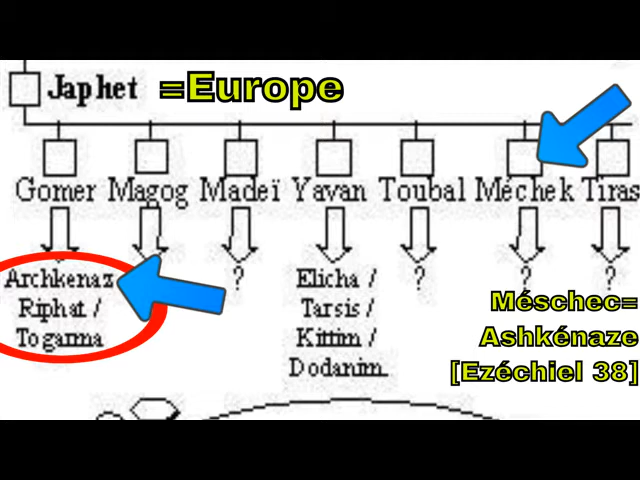 Japhet =Europe
Gomer Magog Madeï Yavan Toubal Méchek Tiras
Archkenaz ? Elicha / ? ? ?
Riphat / Tarsis /
Togarma Kittim /
Dodanim.
Méschec=
Ashkénaze
[Ezéchiel 38]